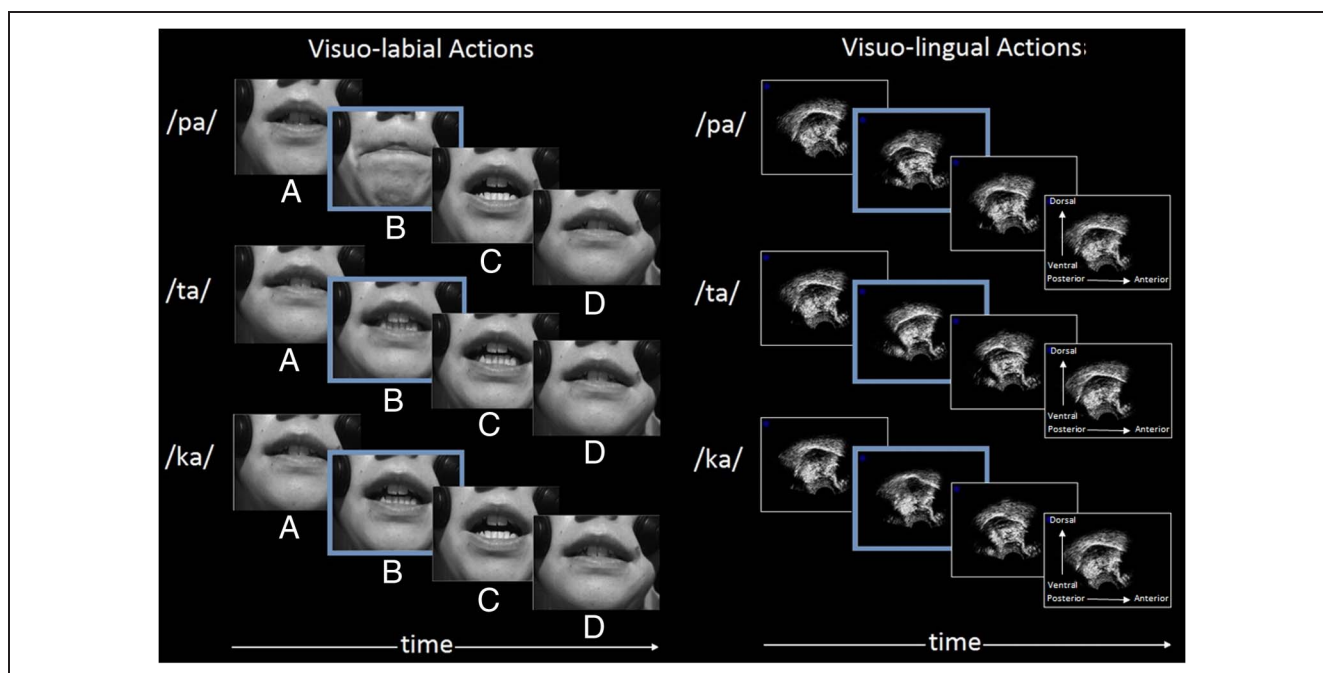 Visuo-labial Actions
/pa/
A
B
C
D
/ta/
A
B
C
D
/ka/
A
B
C
D
time
Visuo-lingual Actions
/pa/
Dorsal
Ventral
Posterior Anterior
/ta/
Dorsal
Ventral
Posterior Anterior
/ka/
Dorsal
Ventral
Posterior Anterior
time